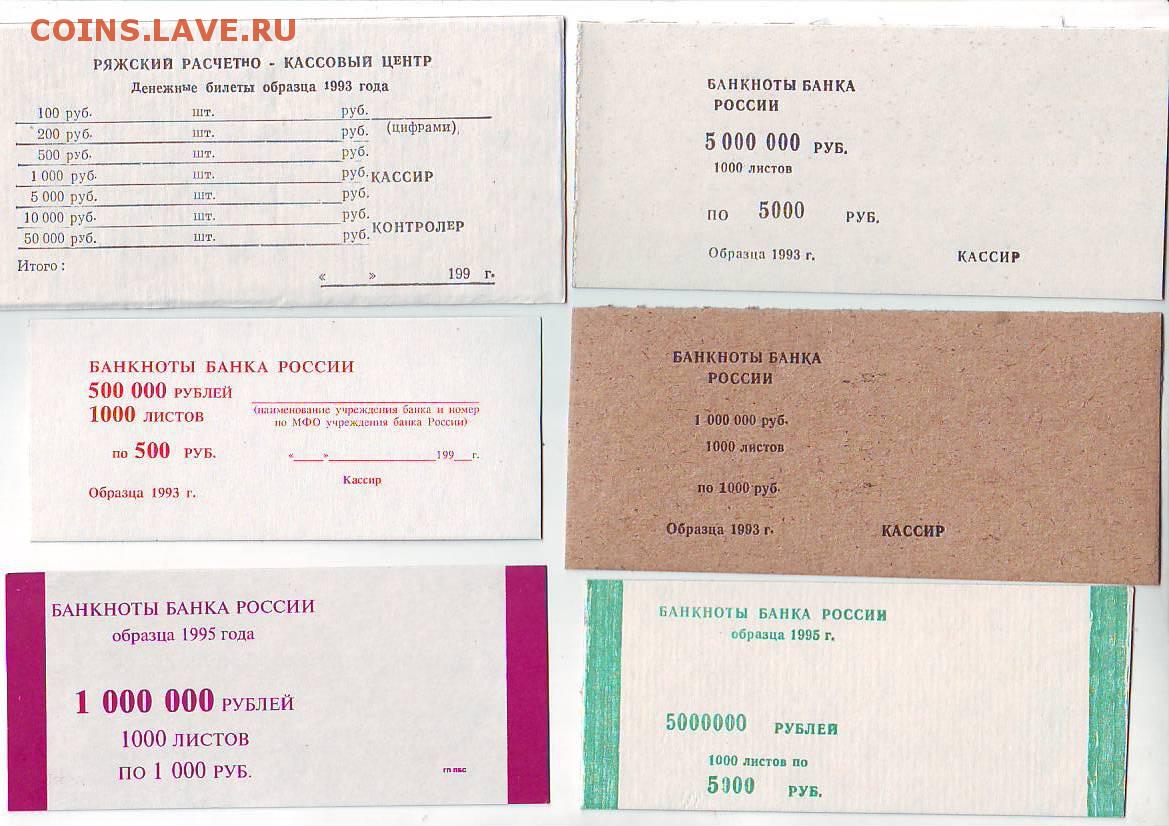 COINS.LAVE.RU
РЯЖСКИЙ РАСЧЕТНО - КАССОВЫЙ ЦЕНТР
Денежные билеты образца 1993 года
100 руб. шт. руб.
(цифрами),
200 руб. шт. руб.
500 руб. шт. руб.
1 000 руб. шт. руб. КАССИР
5 000 руб. шт. руб.
10 000 руб. шт. руб.
КОНТРОЛЕР
50 000 руб. шт. руб.
Итого :
« » 199 г.
БАНКНОТЫ БАНКА
РОССИИ
5 000 000 РУБ.
1000 листов
ПО 5000 РУБ.
Образца 1993 г. КАССИР
БАНКНОТЫ БАНКА РОССИИ
500 000 РУБЛЕЙ
1000 ЛИСТОВ
(наименование учреждения банка и номер
по МФО учреждения банка России)
по 500 РУБ.
«____»____________________199___г.
Кассир
Образца 1993 г.
БАНКНОТЫ БАНКА
РОССИИ
1 000 000 руб.
1000 листов
по 1000 руб.
Образца 1993 г. КАССИР
БАНКНОТЫ БАНКА РОССИИ
образца 1995 года
1 000 000 РУБЛЕЙ
1000 ЛИСТОВ
ПО 1 000 РУБ.
ГП ПБС
БАНКНОТЫ БАНКА РОССИИ
образца 1995 г.
5000000 РУБЛЕЙ
1000 листов по
5000 РУБ.